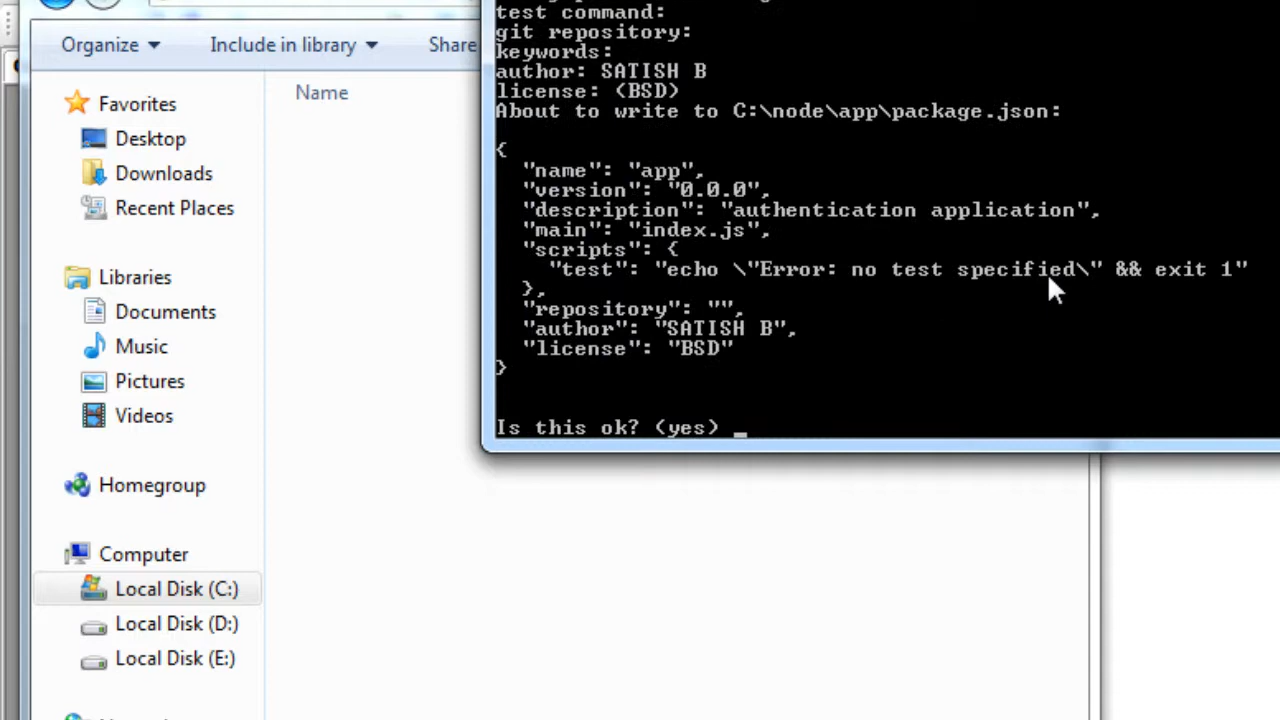 Organize
Include in library
Share
Name
Favorites
Desktop
Downloads
Recent Places
Libraries
Documents
Music
Pictures
Videos
Homegroup
Computer
Local Disk (C:)
Local Disk (D:)
Local Disk (E:)
test command:
git repository:
keywords:
author: SATISH B
license: (BSD)
About to write to C:\node\app\package.json:
{
"name": "app",
"version": "0.0.0",
"description": "authentication application",
"main": "index.js",
"scripts": {
"test": "echo \"Error: no test specified\" && exit 1"
},
"repository": "",
"author": "SATISH B",
"license": "BSD"
}
Is this ok? (yes) _